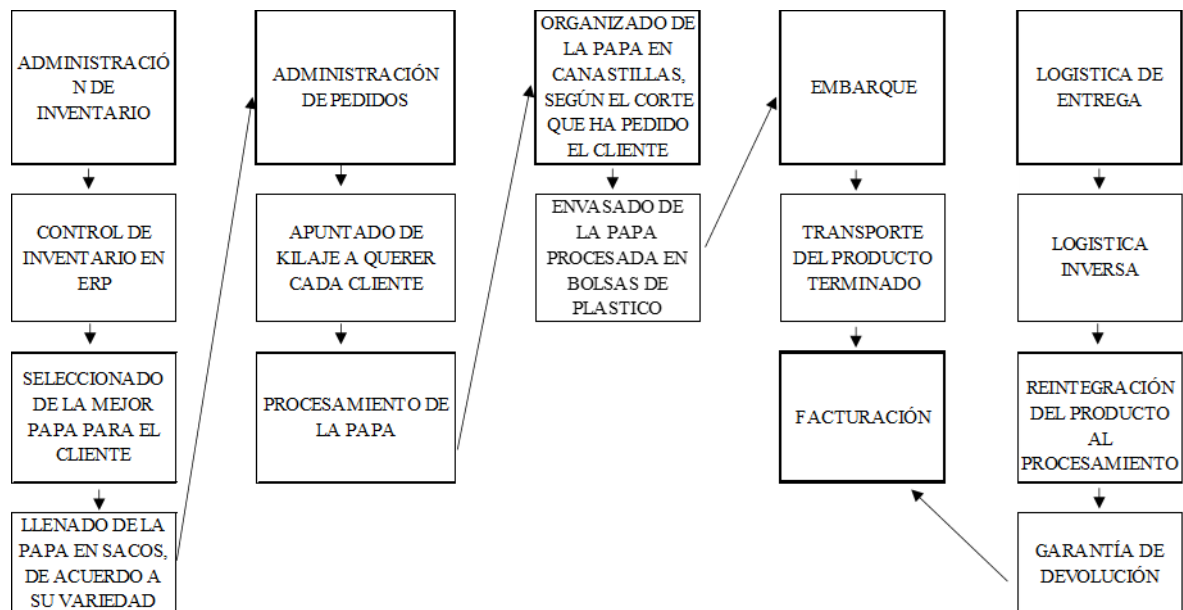 ADMINISTRACIÓ
N DE
INVENTARIO
CONTROL DE
INVENTARIO EN
ERP
SELECCIONADO
DE LA MEJOR
PAPA PARA EL
CLIENTE
LLENADO DE LA
PAPA EN SACOS,
DE ACUERDO A
SU VARIEDAD
ADMINISTRACIÓN
DE PEDIDOS
APUNTADO DE
KILAJE A QUERER
CADA CLIENTE
PROCESAMIENTO DE
LA PAPA
ORGANIZADO DE
LA PAPA EN
CANASTILLAS,
SEGÚN EL CORTE
QUE HA PEDIDO
EL CLIENTE
ENVASADO DE
LA PAPA
PROCESADA EN
BOLSAS DE
PLASTICO
EMBARQUE
TRANSPORTE
DEL PRODUCTO
TERMINADO
FACTURACIÓN
LOGISTICA DE
ENTREGA
LOGISTICA
INVERSA
REINTEGRACIÓN
DEL PRODUCTO
AL
PROCESAMIENTO
GARANTÍA DE
DEVOLUCIÓN